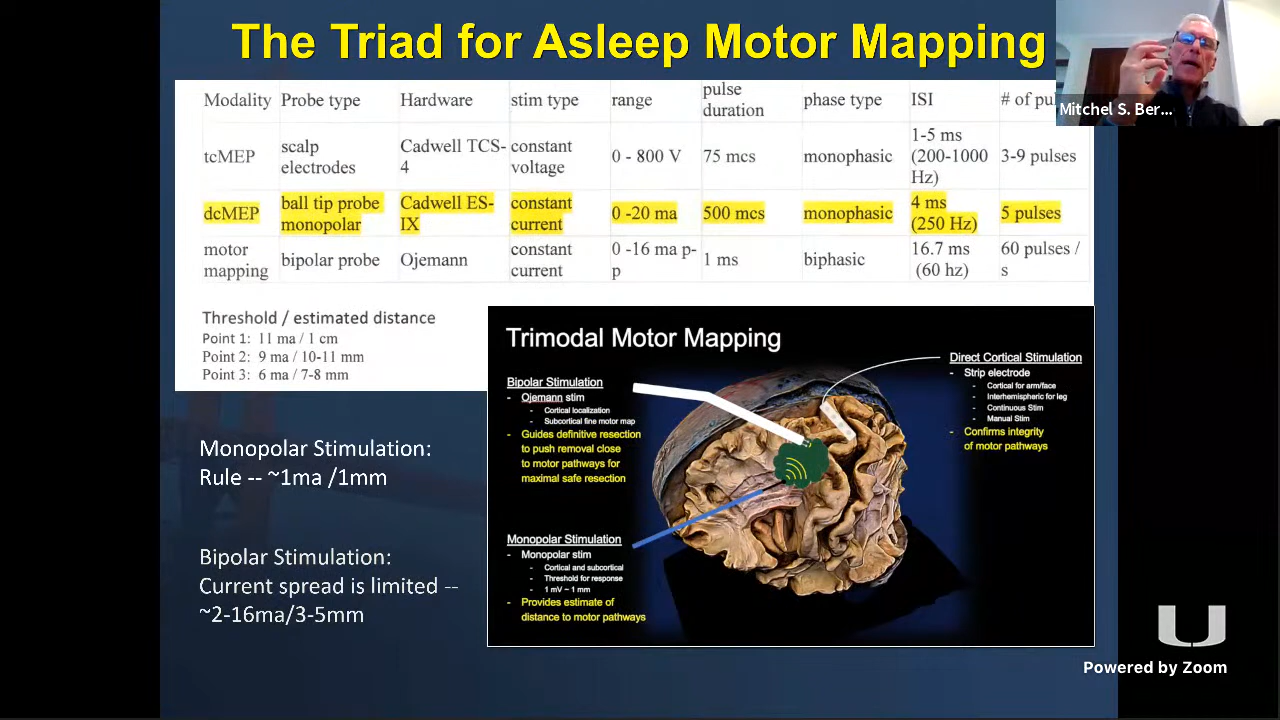 The Triad for Asleep Motor Mapping
Mitchel S. Ber...
Modality Probe type Hardware stim type range pulse duration phase type ISI # of
tcMEP scalp electrodes Cadwell TCS-4 constant voltage 0 - 800 V 75 mcs monophasic 1-5 ms (200-1000 Hz) 3-9 pulses
dcMEP ball tip probe monopolar Cadwell ES-IX constant current 0 -20 ma 500 mcs monophasic 4 ms (250 Hz) 5 pulses
motor mapping bipolar probe Ojemann constant current 0 -16 ma p-p 1 ms biphasic 16.7 ms (60 hz) 60 pulses / s
Threshold / estimated distance
Point 1: 11 ma / 1 cm
Point 2: 9 ma / 10-11 mm
Point 3: 6 ma / 7-8 mm
Monopolar Stimulation:
Rule -- ~1ma /1mm
Bipolar Stimulation:
Current spread is limited --
~2-16ma/3-5mm
Trimodal Motor Mapping
Bipolar Stimulation
- Ojemann stim
- Cortical localization
- Subcortical fine motor map
- Guides definitive resection
to push removal close
to motor pathways for
maximal safe resection
Monopolar Stimulation
- Monopolar stim
- Cortical and subcortical
- Threshold for response
- 1 mV ~ 1 mm
- Provides estimate of
distance to motor pathways
Direct Cortical Stimulation
- Strip electrode
- Cortical for arm/face
- Interhemispheric for leg
- Continuous Stim
- Manual Stim
- Confirms integrity
of motor pathways
U
Powered by Zoom